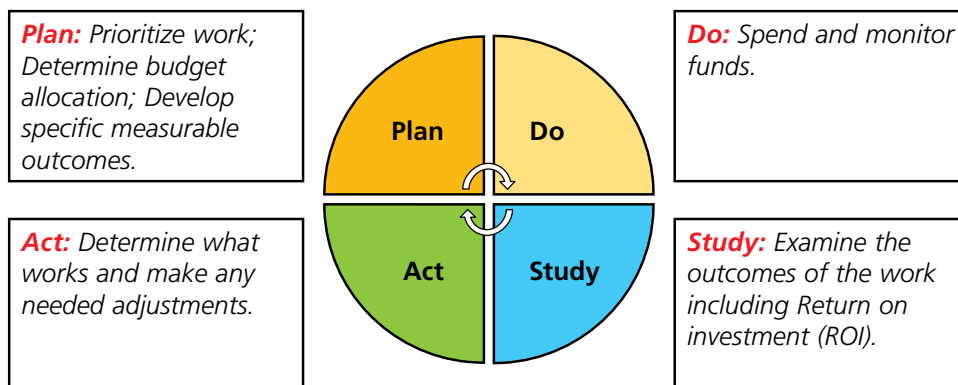 Plan: Prioritize work;
Determine budget
allocation; Develop
specific measurable
outcomes.
Plan
Do
Do: Spend and monitor
funds.
Act: Determine what
works and make any
needed adjustments.
Act
Study
Study: Examine the
outcomes of the work
including Return on
investment (ROI).